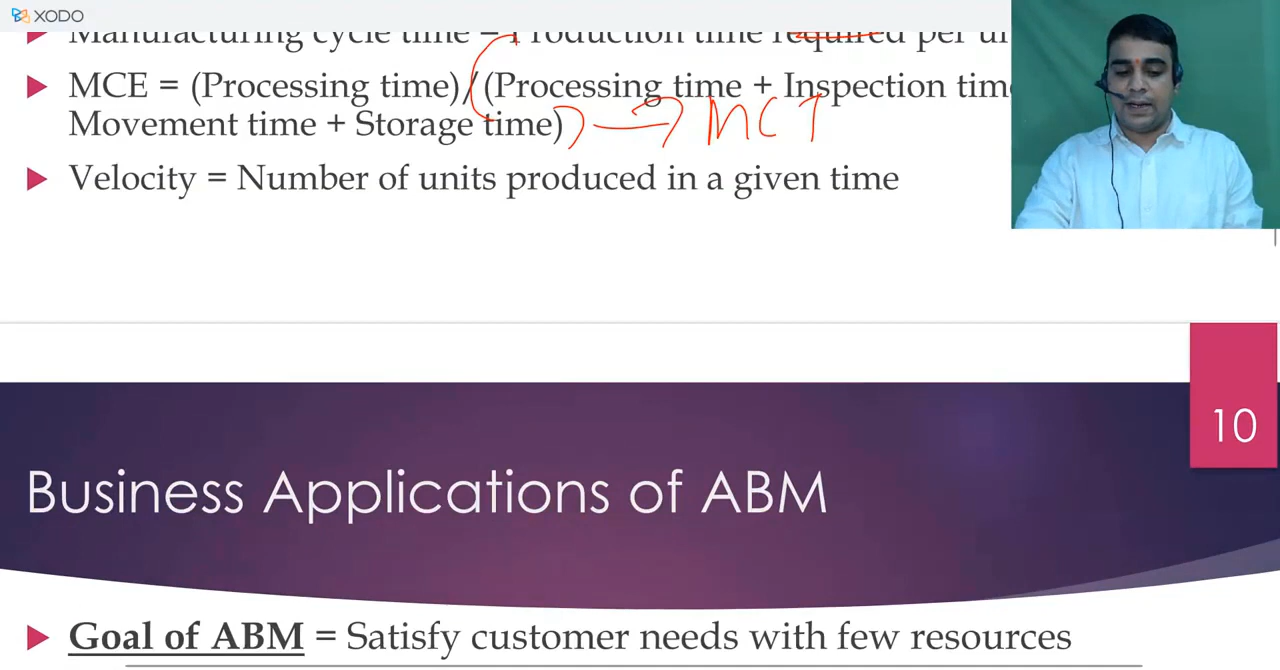 XODO
Manufacturing cycle time = Production time required per
MCE = (Processing time)/(Processing time + Inspection
Movement time + Storage time) MCT
Velocity = Number of units produced in a given time
10
Business Applications of ABM
Goal of ABM = Satisfy customer needs with few resources